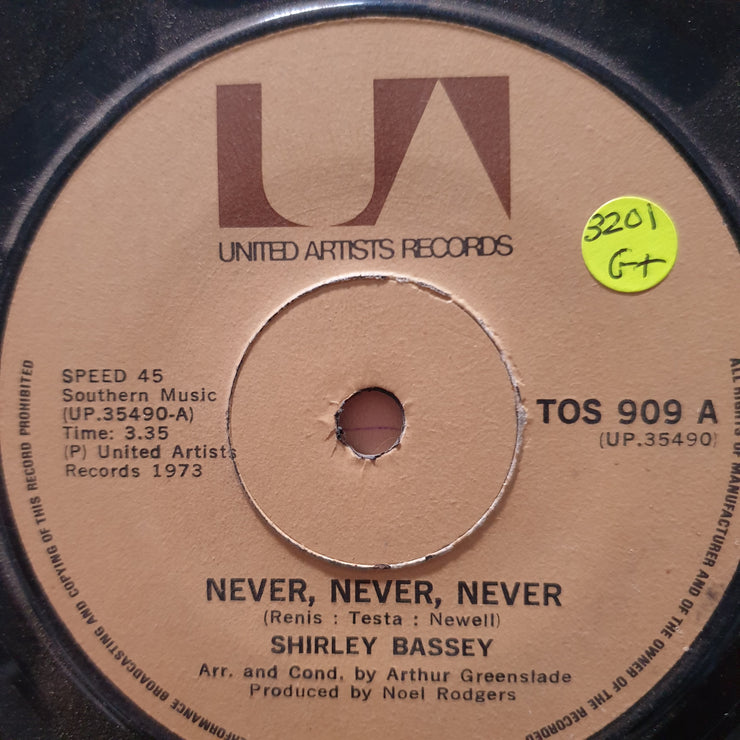 UA
UNITED ARTISTS RECORDS
3201
G+
SPEED 45
Southern Music
(UP.35490-A)
Time: 3.35
(P) United Artists
Records 1973
TOS 909 A
(UP.35490)
NEVER, NEVER, NEVER
(Renis : Testa : Newell)
SHIRLEY BASSEY
Arr. and Cond. by Arthur Greenslade
Produced by Noel Rodgers
ALL RIGHTS OF MANUFACTURER AND OF THE OWNER OF THE RECORDED
PERFORMANCE BROADCASTING AND COPYING OF THIS RECORD PROHIBITED